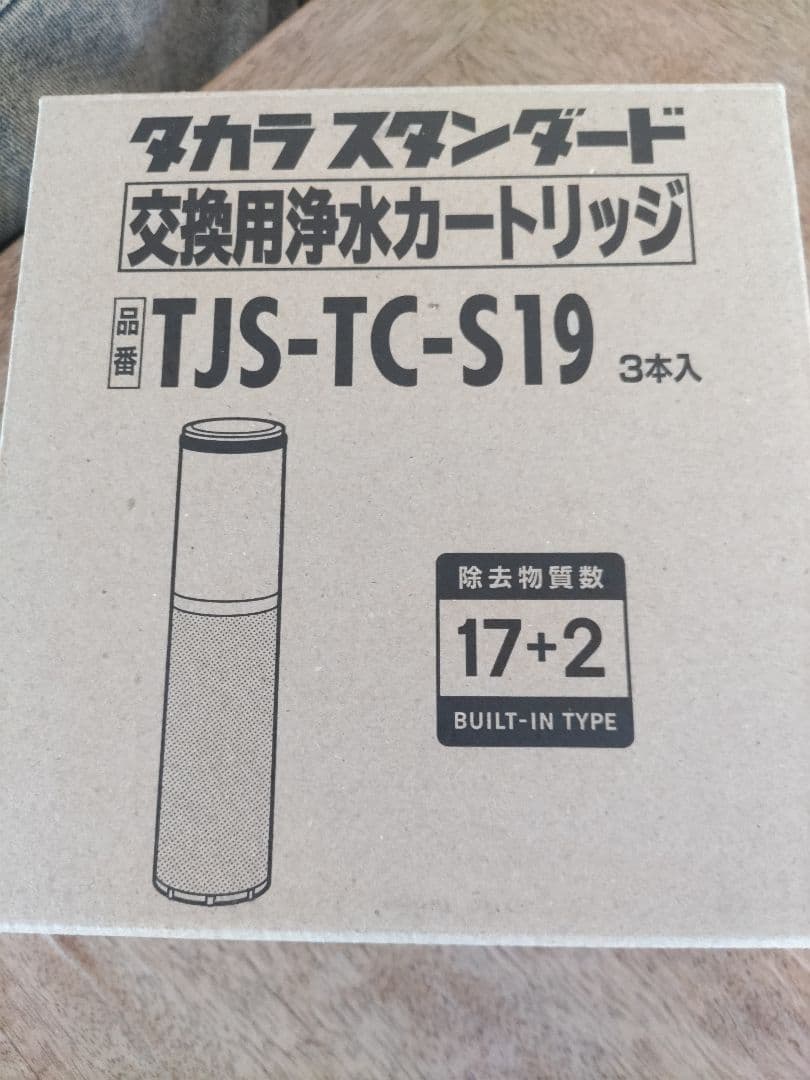 タカラスタンダード
交換用浄水カートリッジ
品番 TJS-TC-S19 3本入
除去物質数
17+2
BUILT-IN TYPE